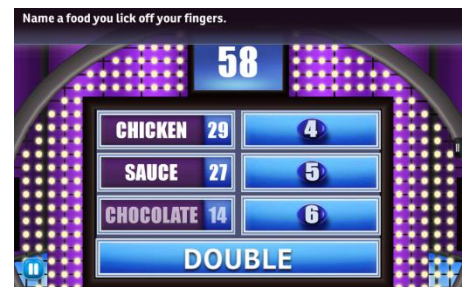 Name a food you lick off your fingers.
58
CHICKEN 29
4
SAUCE 27
5
CHOCOLATE 14
6
DOUBLE